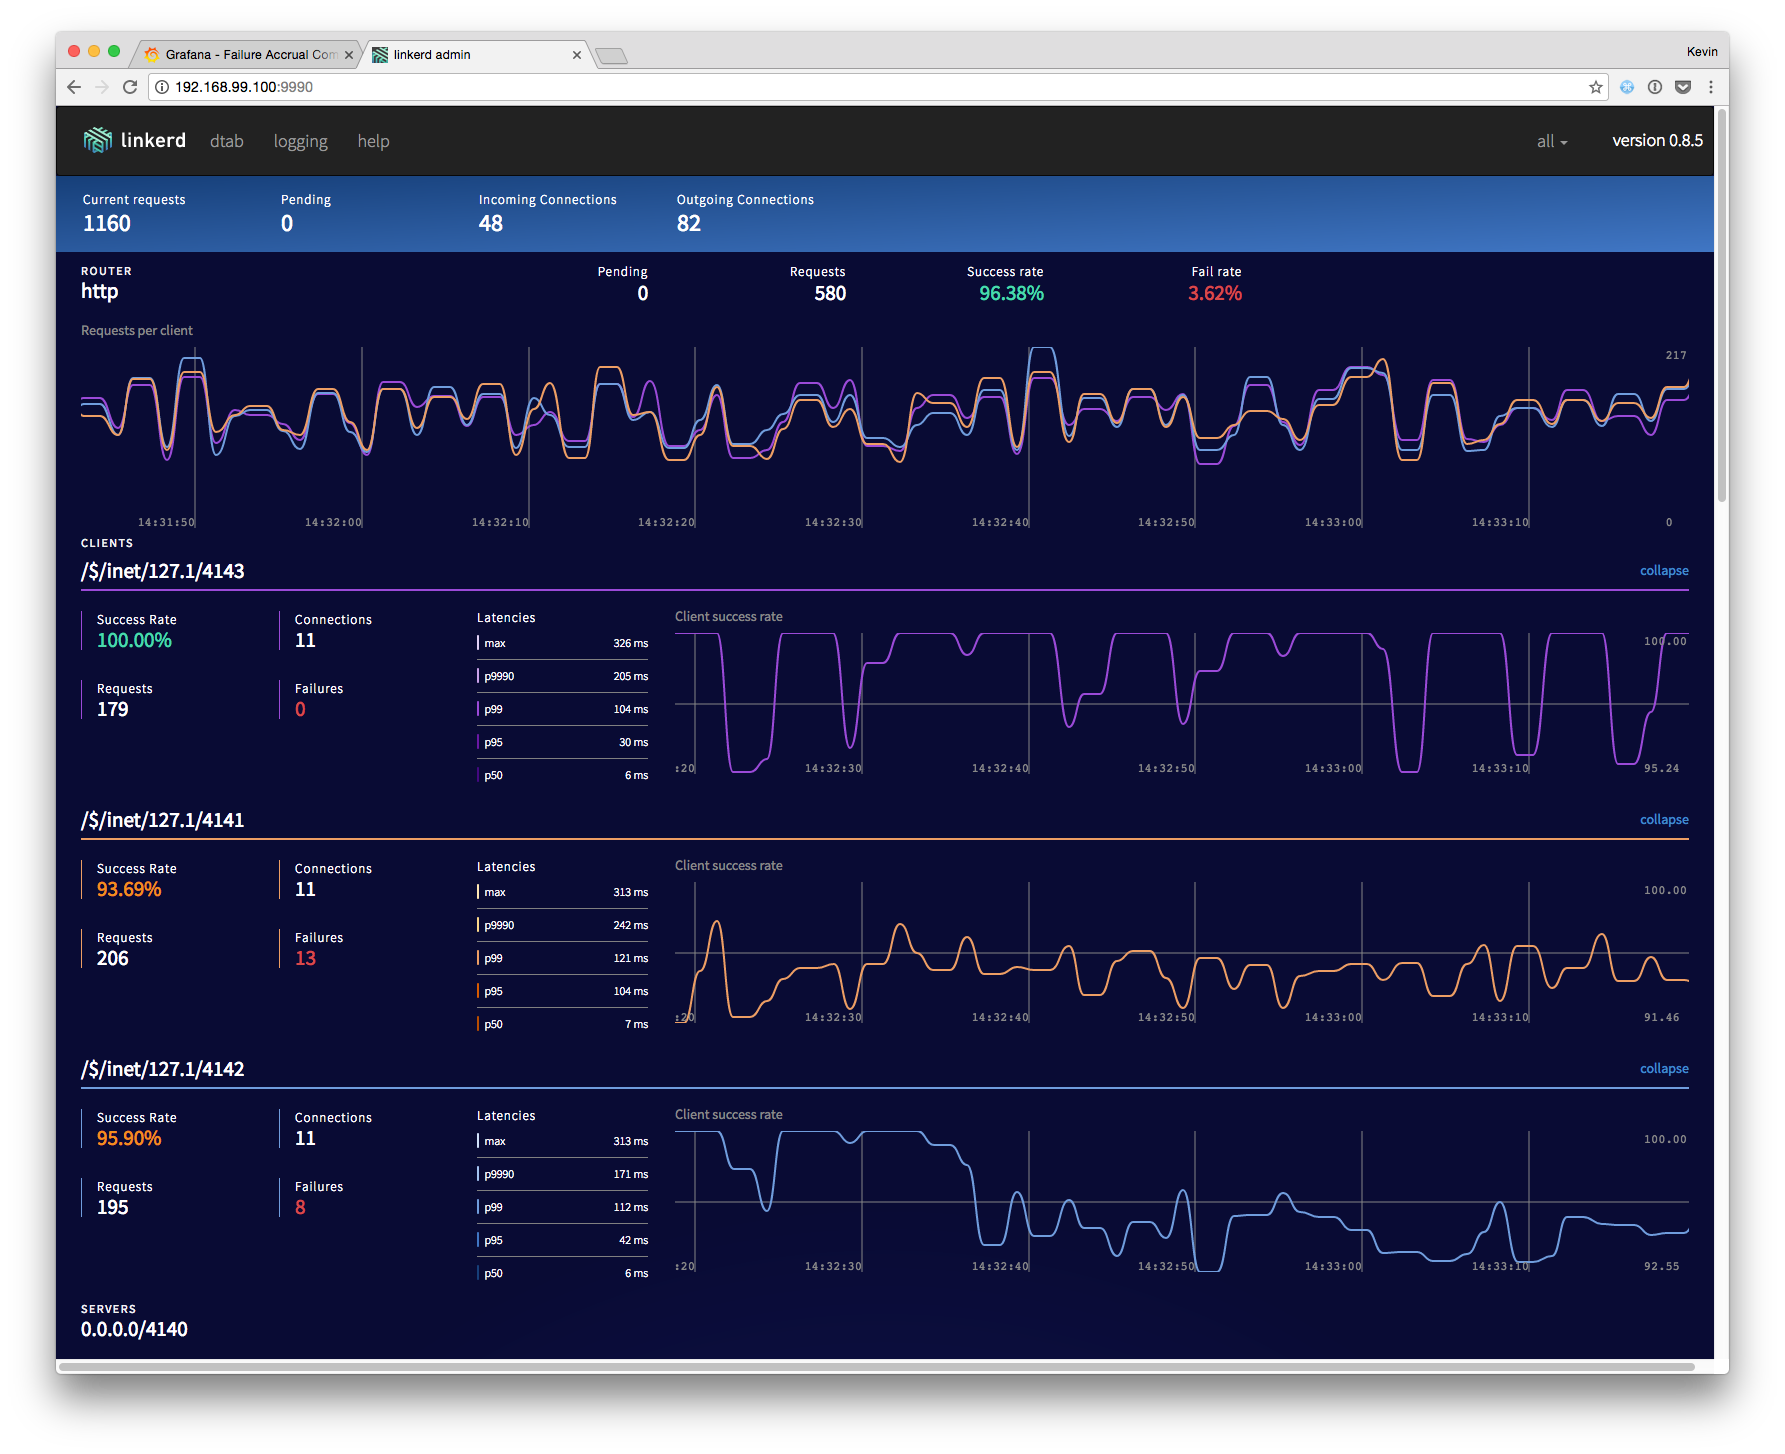 Grafana - Failure Accrual Com
linkerd admin
Kevin
192.168.99.100:9990
linkerd dtab logging help all version 0.8.5
Current requests Pending Incoming Connections Outgoing Connections
1160 0 48 82
ROUTER Pending Requests Success rate Fail rate
http 0 580 96.38% 3.62%
Requests per client
217
14:31:50 14:32:00 14:32:10 14:32:20 14:32:30 14:32:40 14:32:50 14:33:00 14:33:10 0
CLIENTS
/$/inet/127.1/4143 collapse
Success Rate Connections Latencies Client success rate
100.00% 11 max 326 ms 100.00
p9990 205 ms
Requests Failures
179 0 p99 104 ms
p95 30 ms
p50 6 ms :20 14:32:30 14:32:40 14:32:50 14:33:00 14:33:10 95.24
/$/inet/127.1/4141 collapse
Success Rate Connections Latencies Client success rate
93.69% 11 max 313 ms 100.00
p9990 242 ms
Requests Failures
206 13 p99 121 ms
p95 104 ms
p50 7 ms :20 14:32:30 14:32:40 14:32:50 14:33:00 14:33:10 91.46
/$/inet/127.1/4142 collapse
Success Rate Connections Latencies Client success rate
95.90% 11 max 313 ms 100.00
p9990 171 ms
Requests Failures
195 8 p99 112 ms
p95 42 ms
p50 6 ms :20 14:32:30 14:32:40 14:32:50 14:33:00 14:33:10 92.55
SERVERS
0.0.0.0/4140